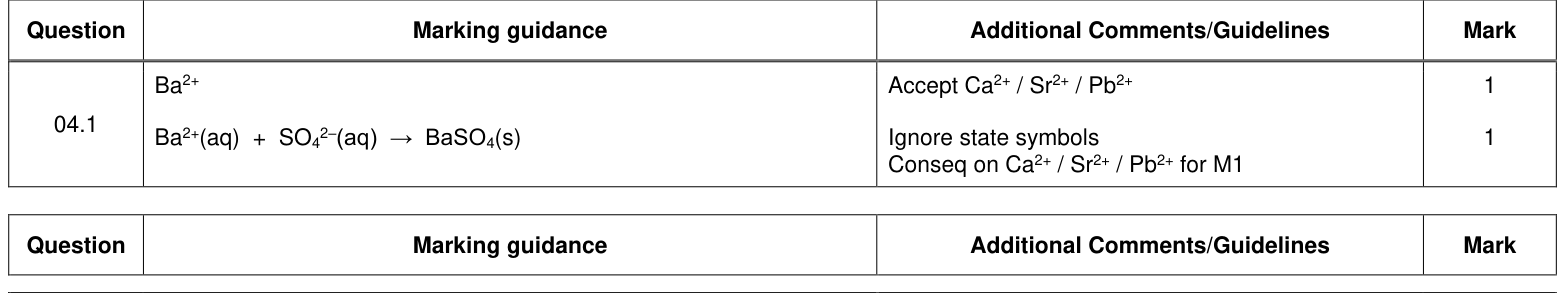 Question Marking guidance Additional Comments/Guidelines Mark
04.1
Ba²⁺ Accept Ca²⁺ / Sr²⁺ / Pb²⁺ 1
Ba²⁺(aq) + SO₄²⁻(aq) → BaSO₄(s) Ignore state symbols 1
Conseq on Ca²⁺ / Sr²⁺ / Pb²⁺ for M1
Question Marking guidance Additional Comments/Guidelines Mark